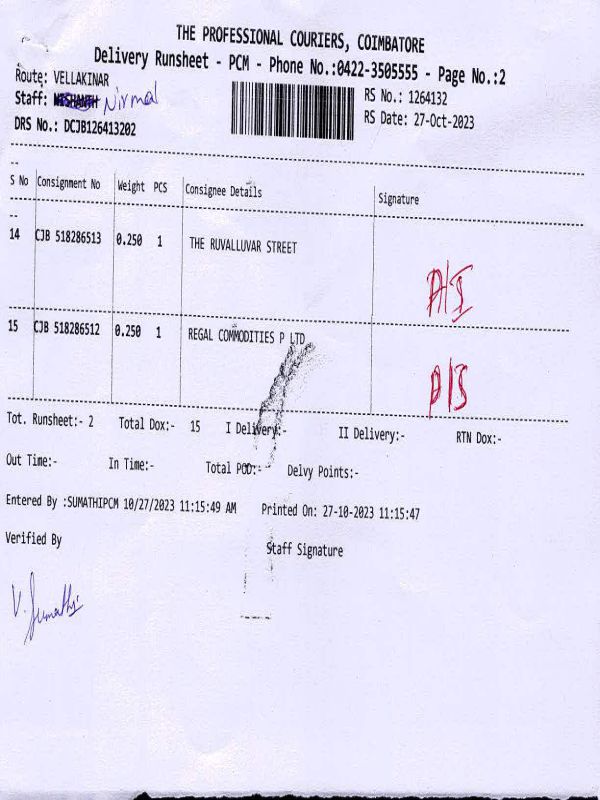 THE PROFESSIONAL COURIERS, COIMBATORE
Delivery Runsheet - PCM - Phone No.:0422-3505555 - Page No.:2
Route: VELLAKINAR
Staff: Nirmal
DRS No.: DCJB126413202
RS No.: 1264132
RS Date: 27-Oct-2023
S No Consignment No Weight PCS Consignee Details Signature
14 CJB 518286513 0.250 1 THE RUVALLUVAR STREET
15 CJB 518286512 0.250 1 REGAL COMMODITIES P LTD
Tot. Runsheet:- 2 Total Dox:- 15 I Delivery:- II Delivery:- RTN Dox:-
Out Time:- In Time:- Total POD:- Delvy Points:-
Entered By :SUMATHIPCM 10/27/2023 11:15:49 AM Printed On: 27-10-2023 11:15:47
Verified By Staff Signature
V. Sumathi